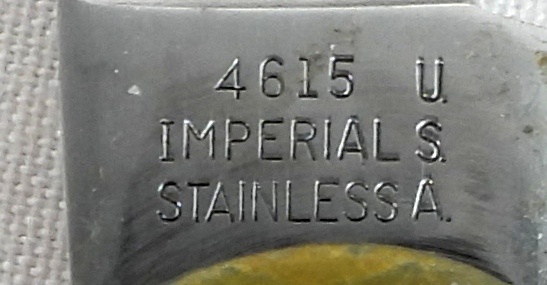 4615 U.
IMPERIAL S.
STAINLESS A.